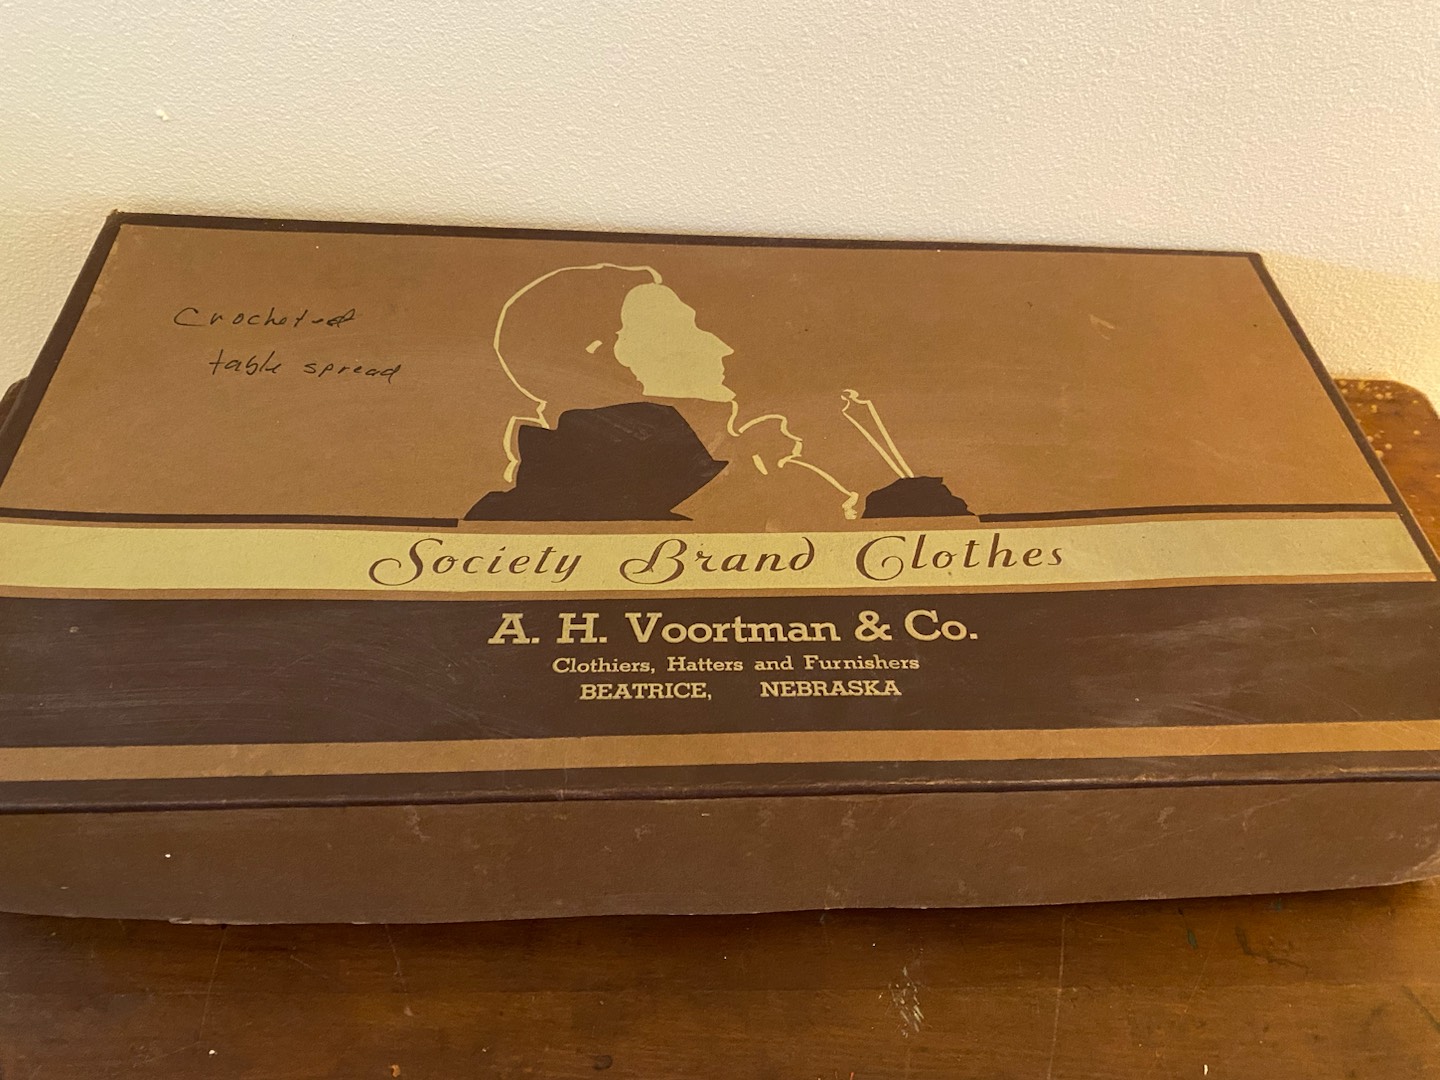 Crocheted
table spread
Society Brand Clothes
A. H. Voortman & Co.
Clothiers, Hatters and Furnishers
BEATRICE, NEBRASKA